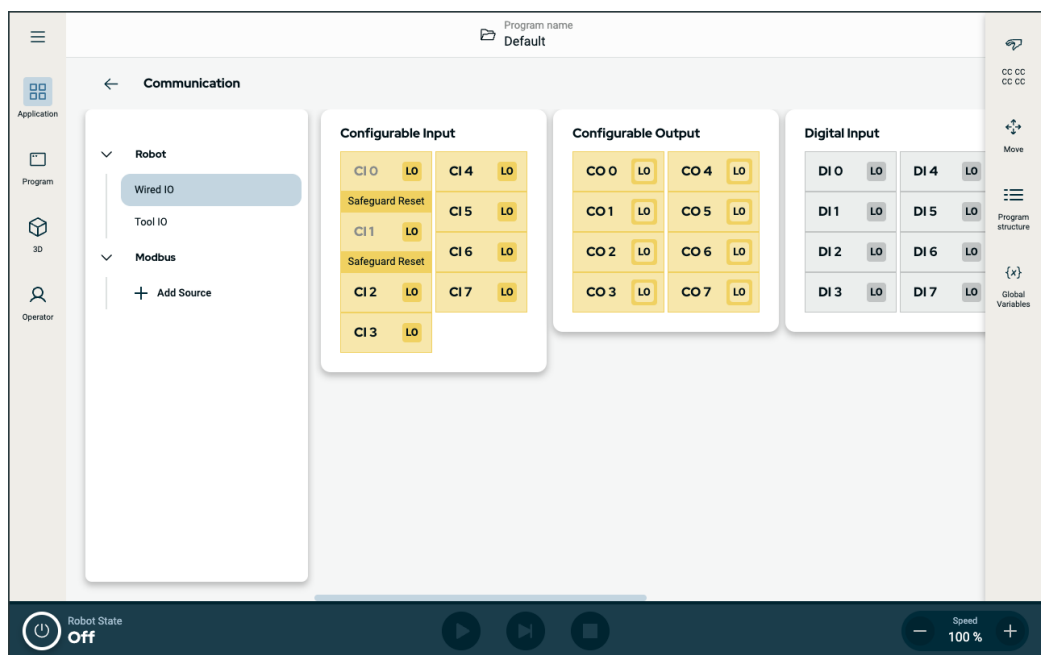 Program name
Default
Communication
Application
Program
3D
Operator
Robot
Wired IO
Tool IO
Modbus
Add Source
Configurable Input
CI 0 LO CI 4 LO
Safeguard Reset
CI 5 LO
CI 1 LO
Safeguard Reset
CI 6 LO
CI 2 LO CI 7 LO
CI 3 LO
Configurable Output
CO 0 LO CO 4 LO
CO 1 LO CO 5 LO
CO 2 LO CO 6 LO
CO 3 LO CO 7 LO
Digital Input
DI 0 LO DI 4 LO
DI 1 LO DI 5 LO
DI 2 LO DI 6 LO
DI 3 LO DI 7 LO
CC CC
CC CC
Move
Program
structure
{x}
Global
Variables
Robot State
Off
Speed
100 %